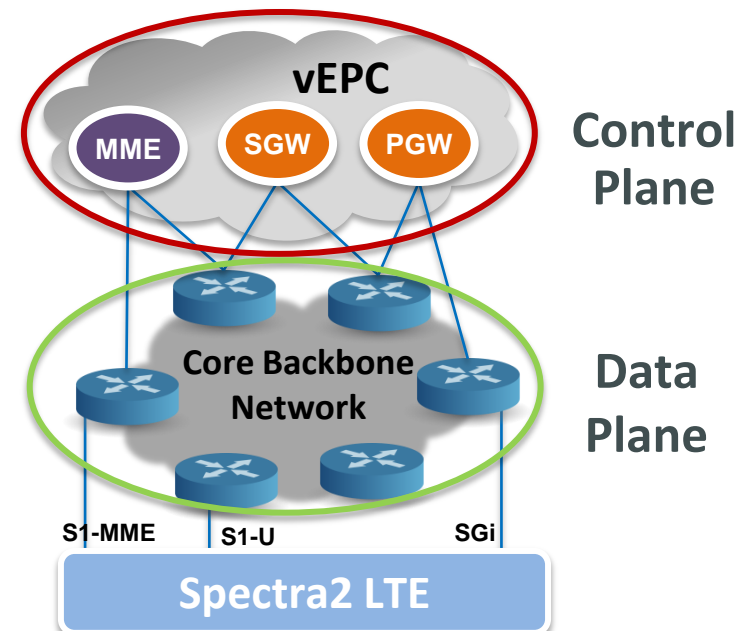 vEPC
MME
SGW
PGW
Control
Plane
Core Backbone
Network
Data
Plane
S1-MME
S1-U
SGi
Spectra2 LTE